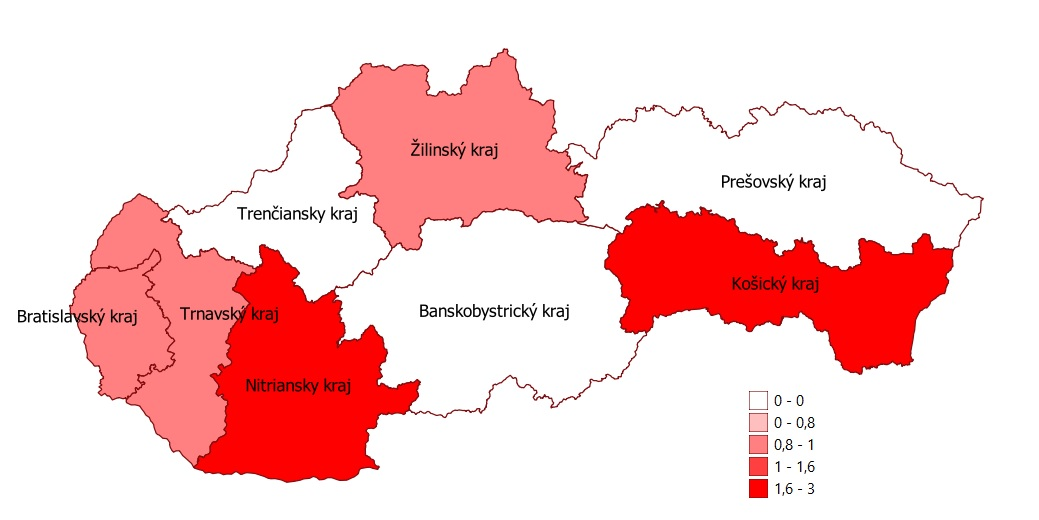 Žilinský kraj
Prešovský kraj
Trenčiansky kraj
Košický kraj
Bratislavský kraj
Trnavský kraj
Banskobystrický kraj
Nitriansky kraj
0 - 0
0 - 0,8
0,8 - 1
1 - 1,6
1,6 - 3